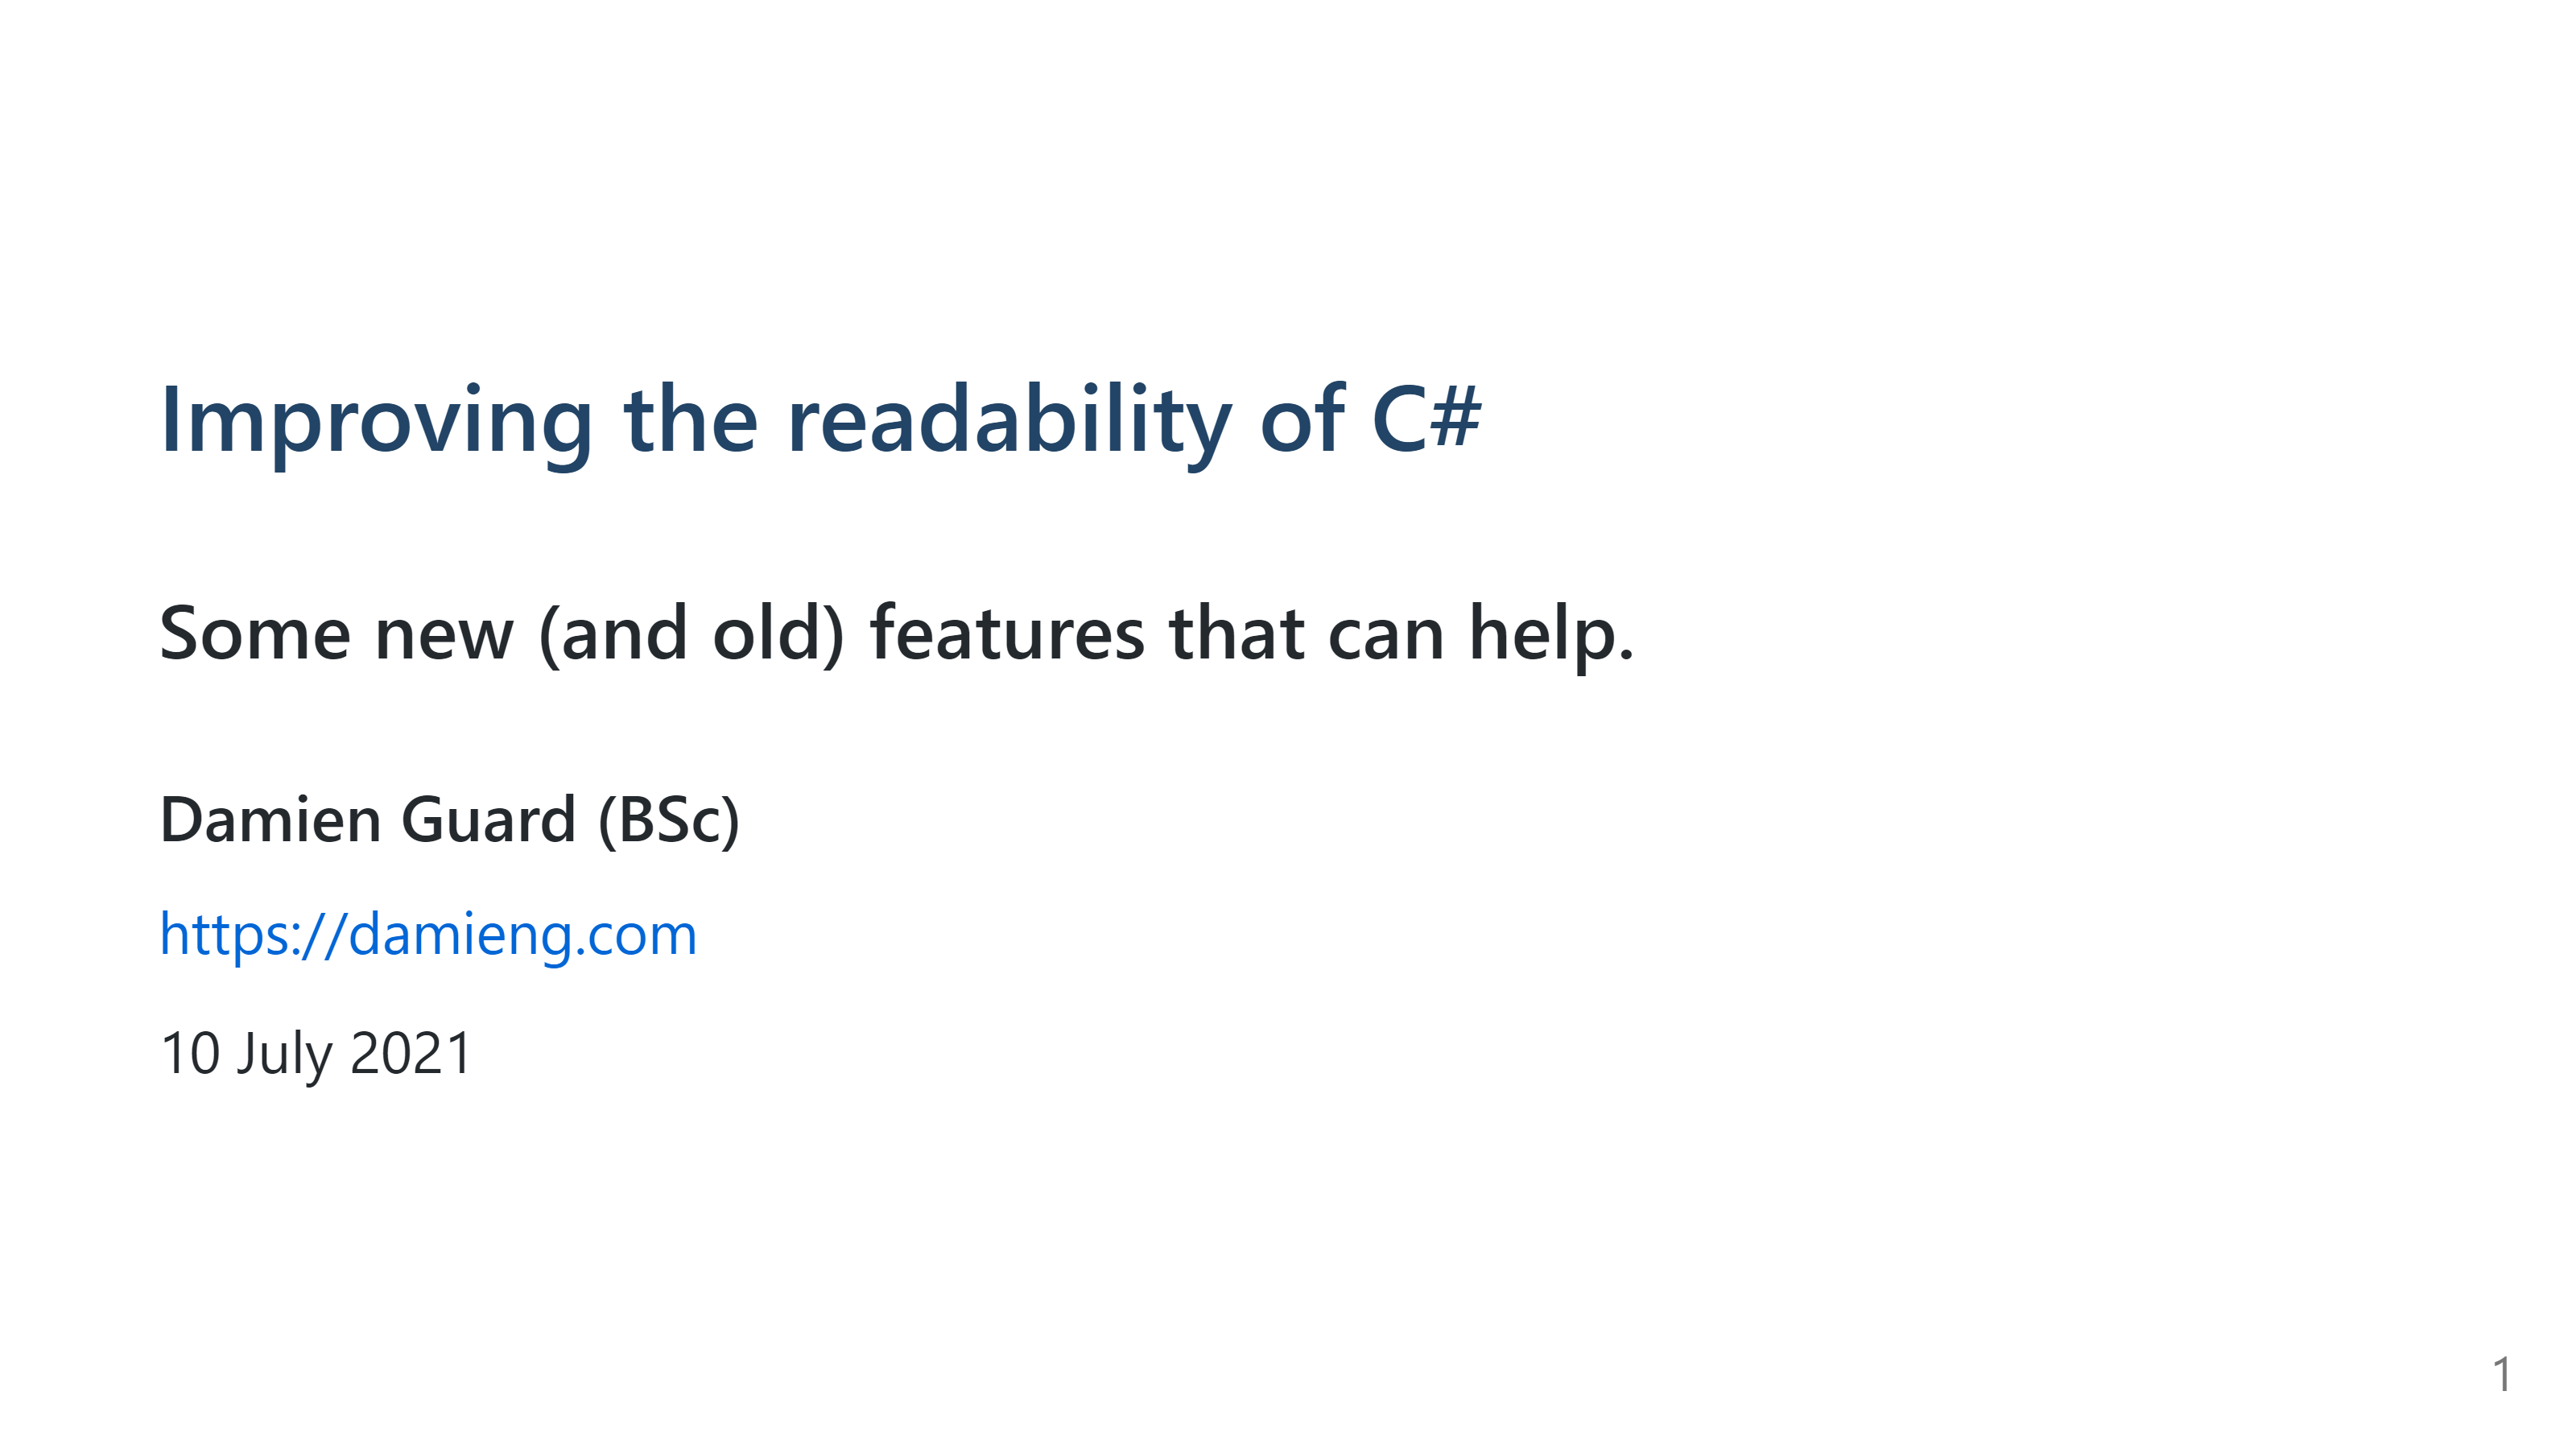 Improving the readability of C#
Some new (and old) features that can help.
Damien Guard (BSc)
https://damieng.com
10 July 2021
1